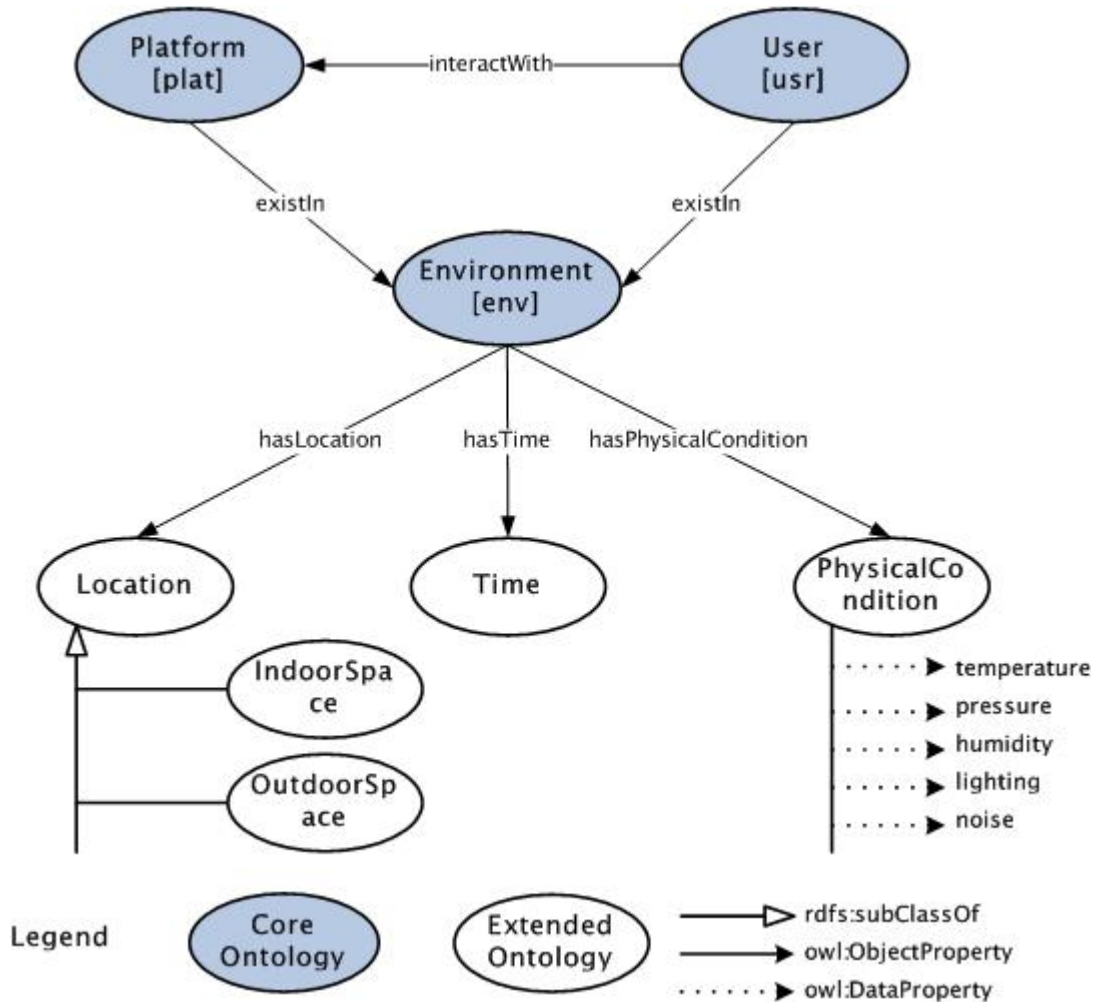 Platform
[plat]
interactWith
User
[usr]
existIn
existIn
Environment
[env]
hasLocation
hasTime
hasPhysicalCondition
Location
Time
PhysicalCo
ndition
IndoorSpa
ce
OutdoorSp
ace
temperature
pressure
humidity
lighting
noise
Legend
Core
Ontology
Extended
Ontology
rdfs:subClassOf
owl:ObjectProperty
owl:DataProperty